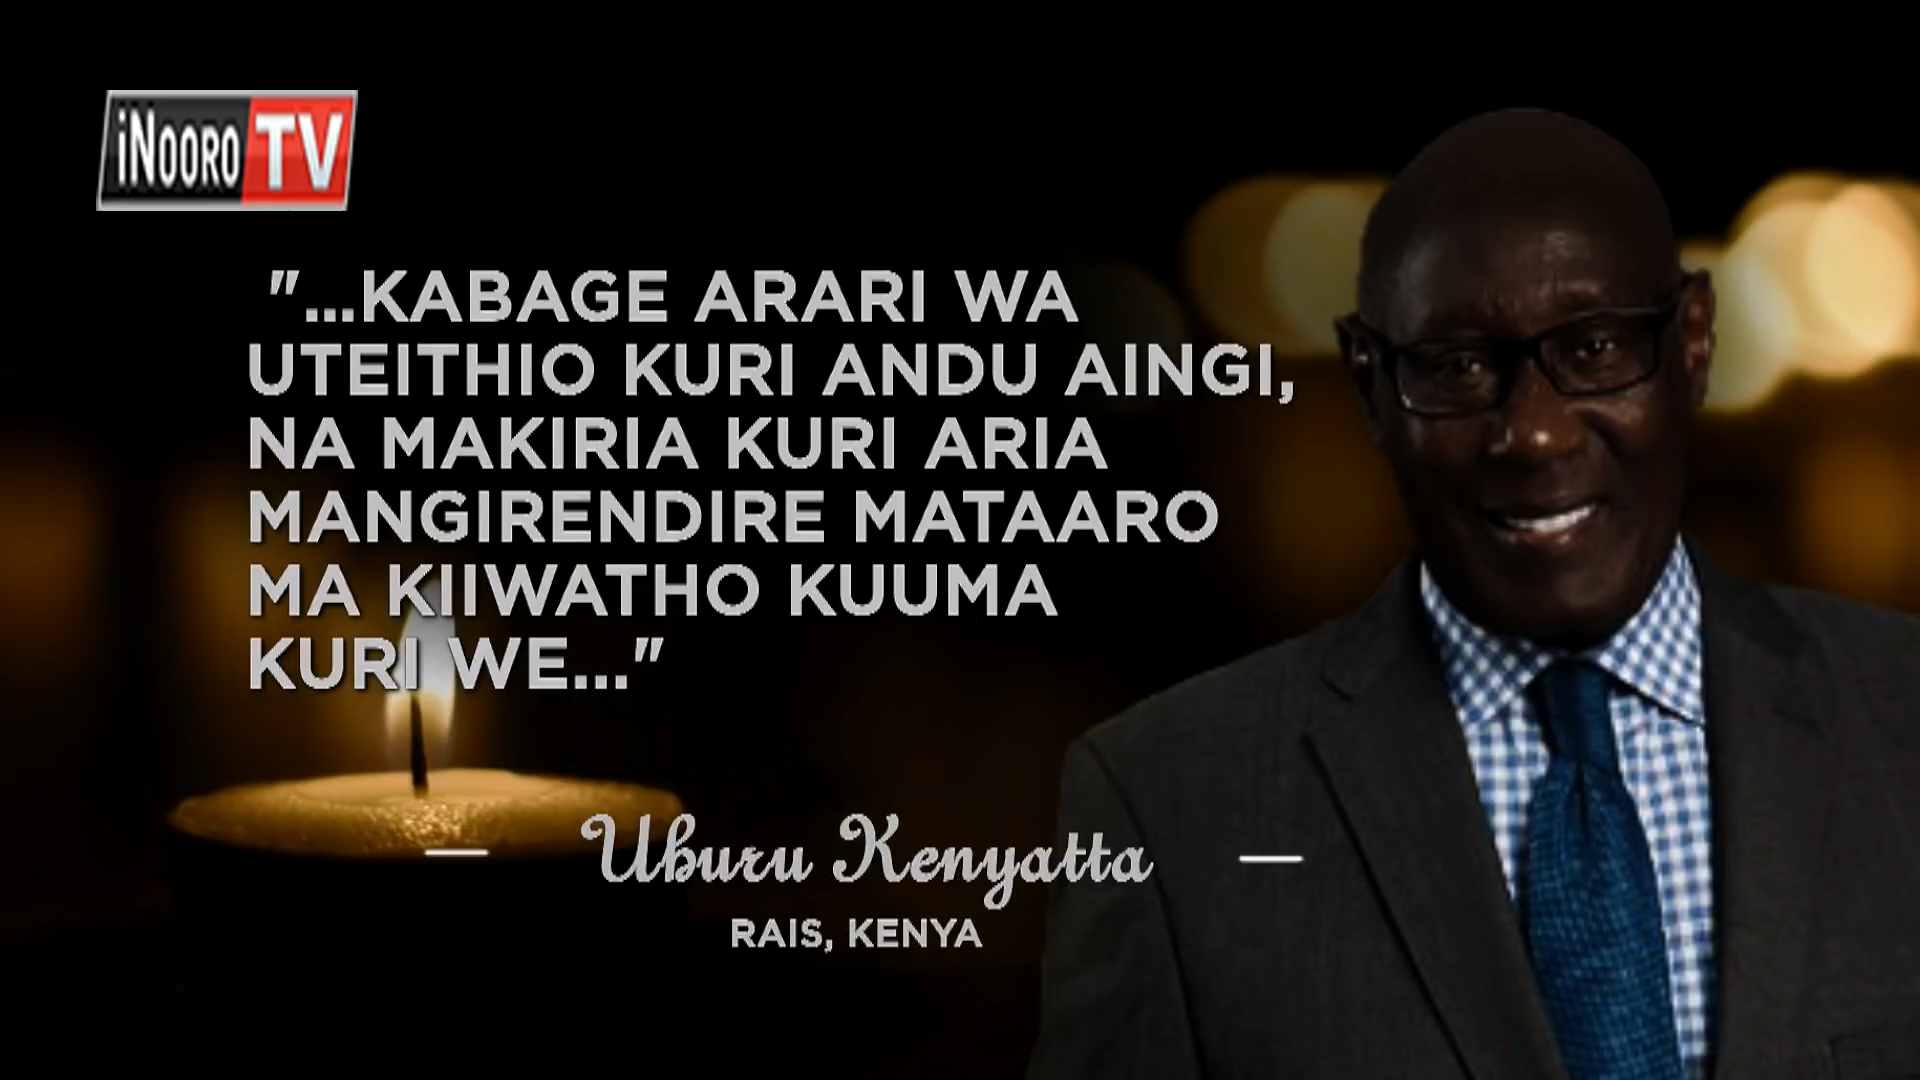 iNOORO TV
"...KABAGE ARARI WA
UTEITHIO KURI ANDU AINGI,
NA MAKIRIA KURI ARIA
MANGIRENDIRE MATAARO
MA KIIWATHO KUUMA
KURI WE..."
Uhuru Kenyatta
RAIS, KENYA